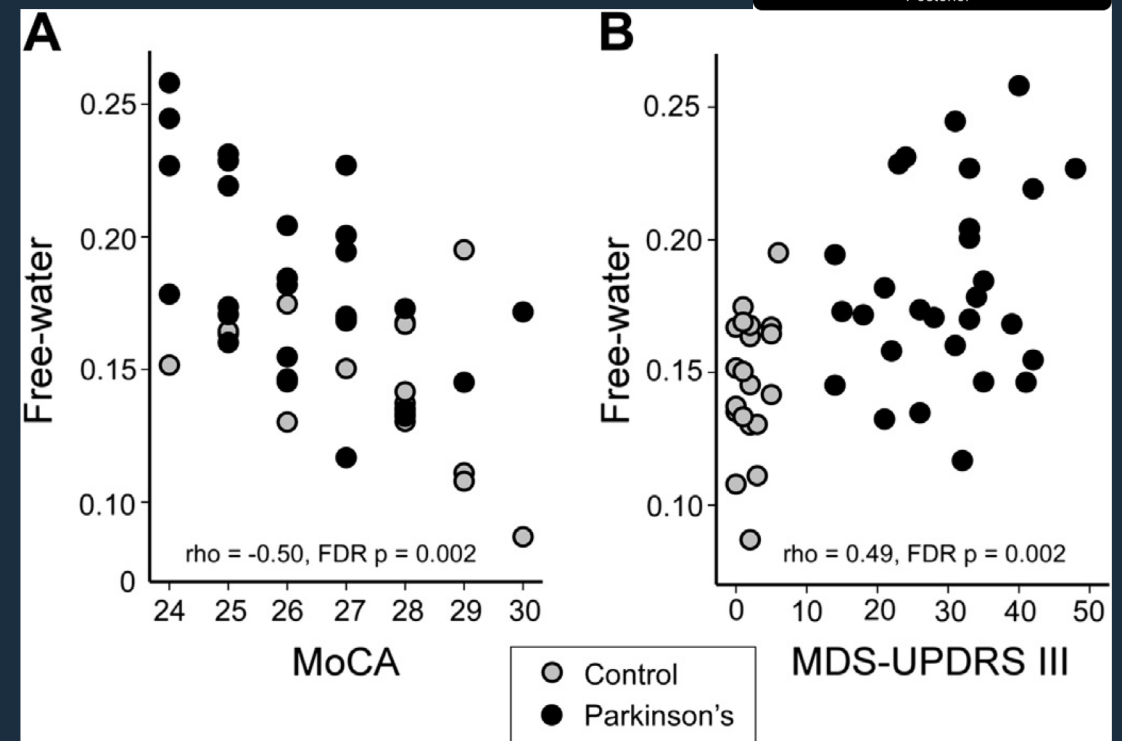 A
0.25
0.20
0.15
0.10
0
Free-water
rho = -0.50, FDR p = 0.002
24 25 26 27 28 29 30
MoCA
B
0.25
0.20
0.15
0.10
Free-water
rho = 0.49, FDR p = 0.002
0 10 20 30 40 50
MDS-UPDRS III
Control
Parkinson's